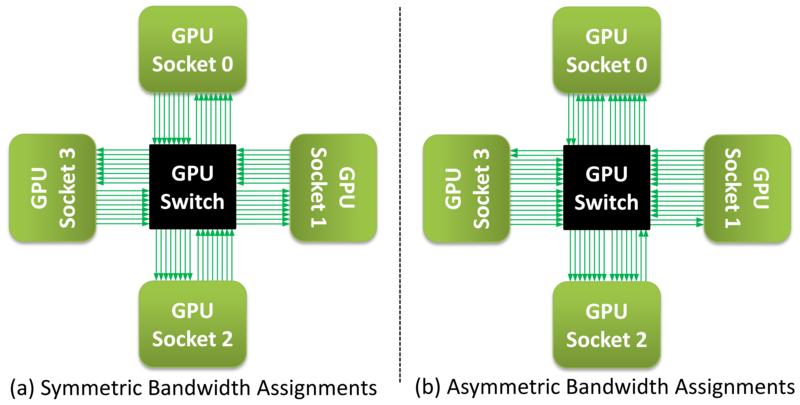 GPU
Socket 0
GPU
Socket 3
GPU
Switch
GPU
Socket 1
GPU
Socket 2
(a) Symmetric Bandwidth Assignments
GPU
Socket 0
GPU
Socket 3
GPU
Switch
GPU
Socket 1
GPU
Socket 2
(b) Asymmetric Bandwidth Assignments